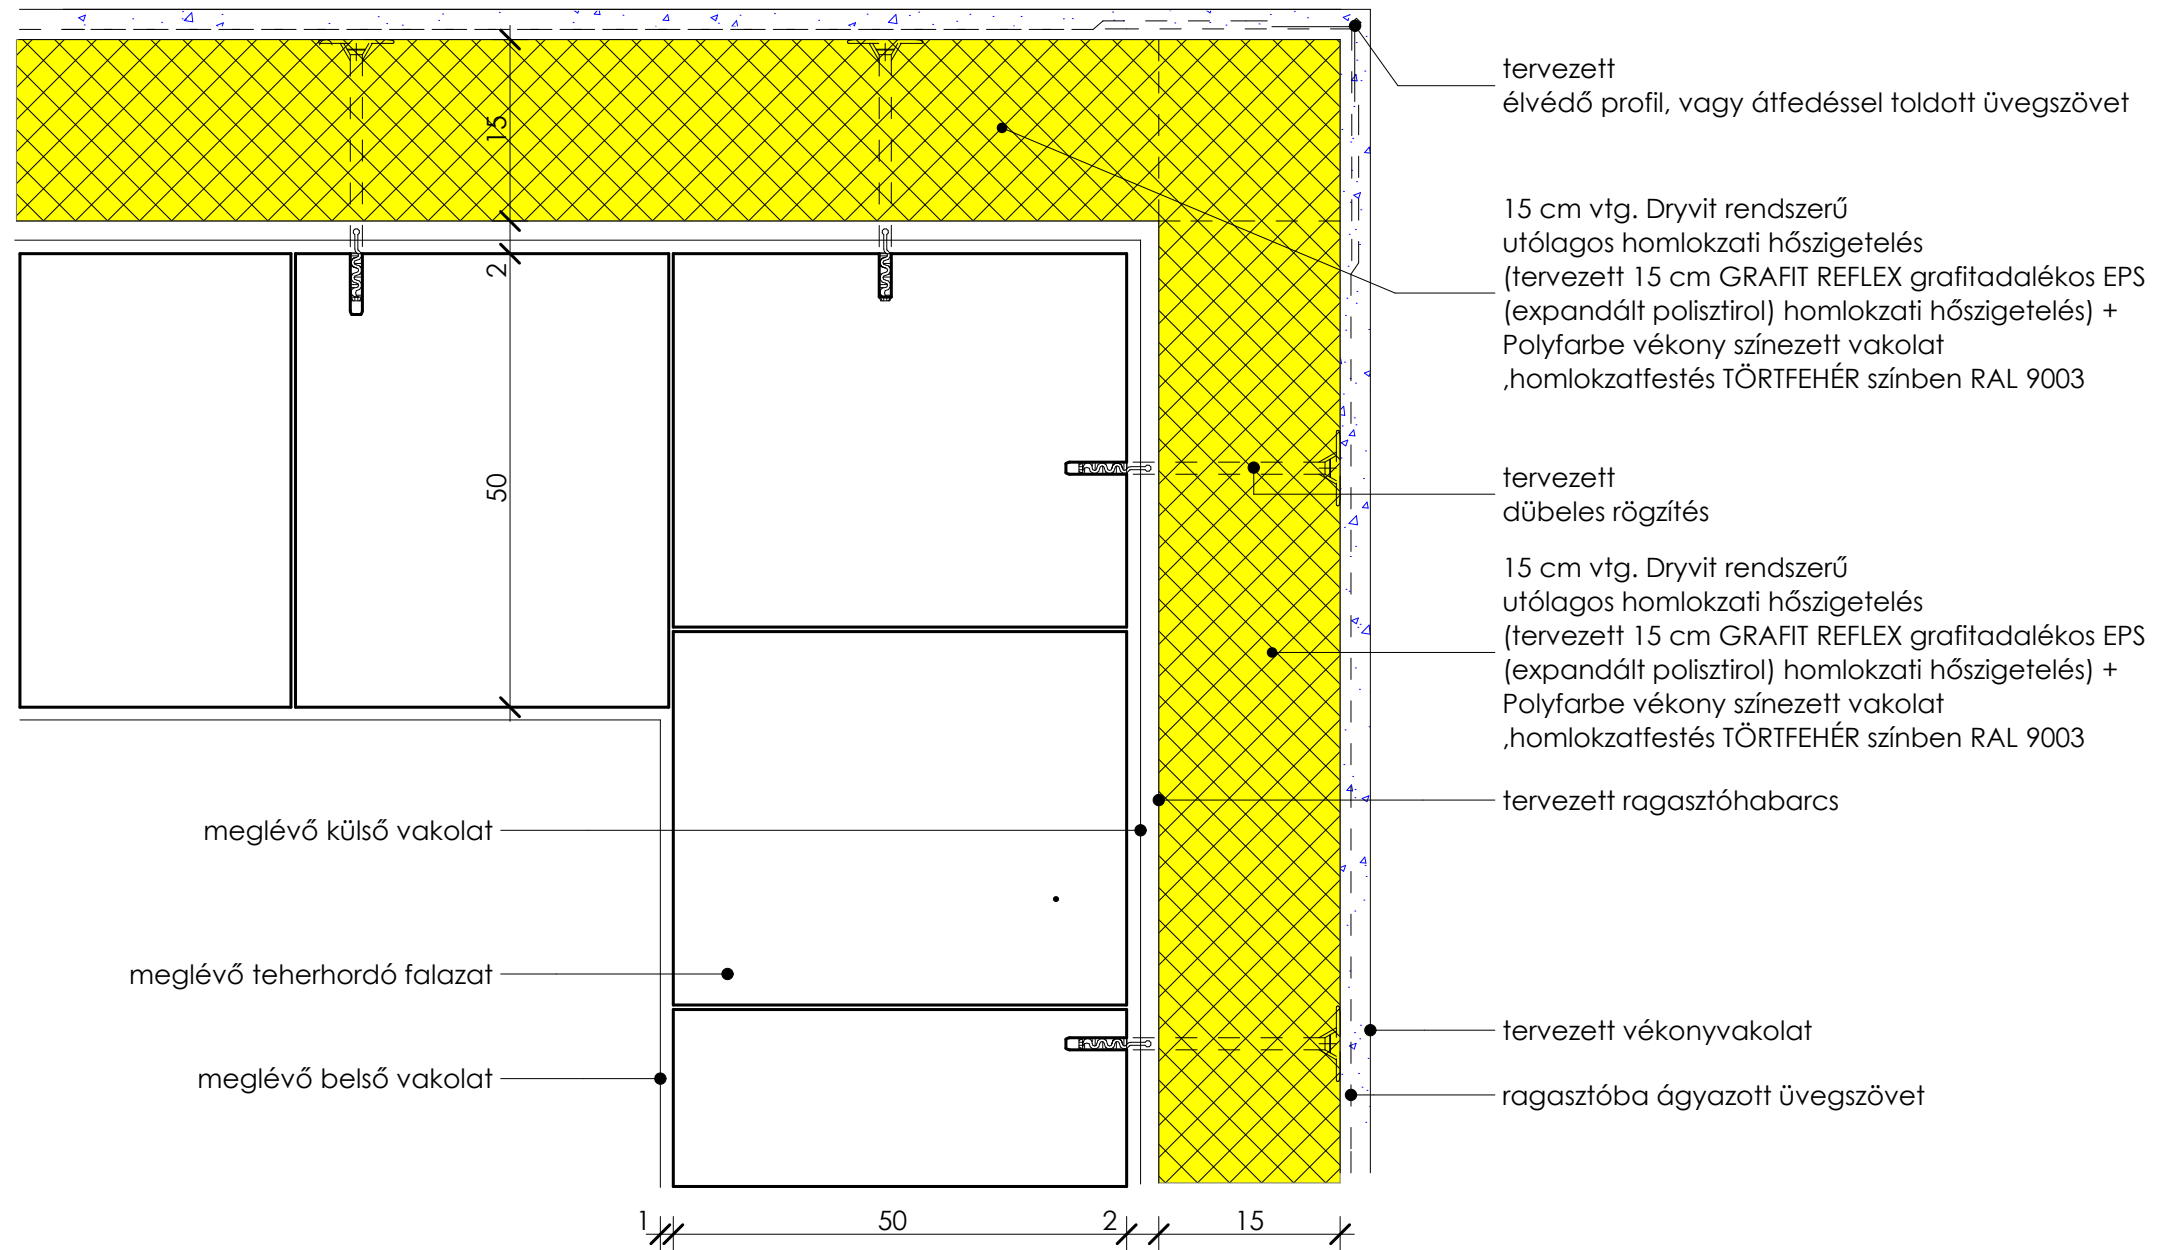 tervezett
élvédő profil, vagy átfedéssel toldott üvegszövet
15 cm vtg. Dryvit rendszerű
utólagos homlokzati hőszigetelés
(tervezett 15 cm GRAFIT REFLEX grafitadalékos EPS
(expandált polisztirol) homlokzati hőszigetelés) +
Polyfarbe vékony színezett vakolat
,homlokzatfestés TÖRTFEHÉR színben RAL 9003
tervezett
dübeles rögzítés
15 cm vtg. Dryvit rendszerű
utólagos homlokzati hőszigetelés
(tervezett 15 cm GRAFIT REFLEX grafitadalékos EPS
(expandált polisztirol) homlokzati hőszigetelés) +
Polyfarbe vékony színezett vakolat
,homlokzatfestés TÖRTFEHÉR színben RAL 9003
tervezett ragasztóhabarcs
tervezett vékonyvakolat
ragasztóba ágyazott üvegszövet
15
2
50
meglévő külső vakolat
meglévő teherhordó falazat
meglévő belső vakolat
1 50 2 15